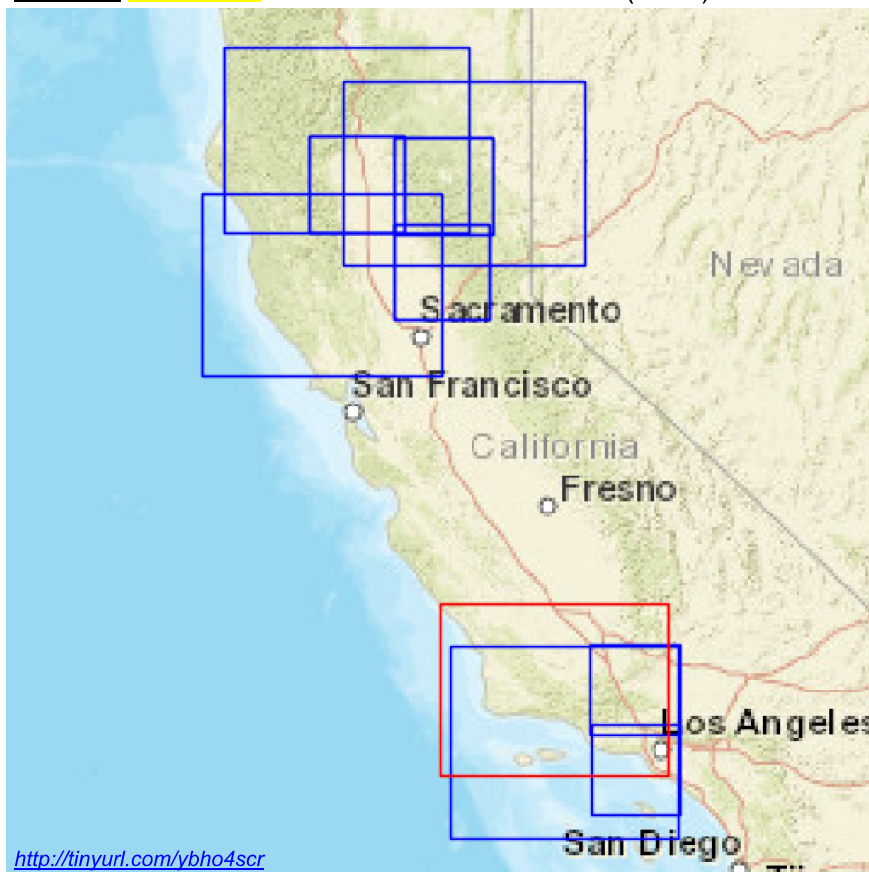 Nevada
Sacramento
San Francisco
California
Fresno
Los Angeles
San Diego
http://tinyurl.com/ybho4scr